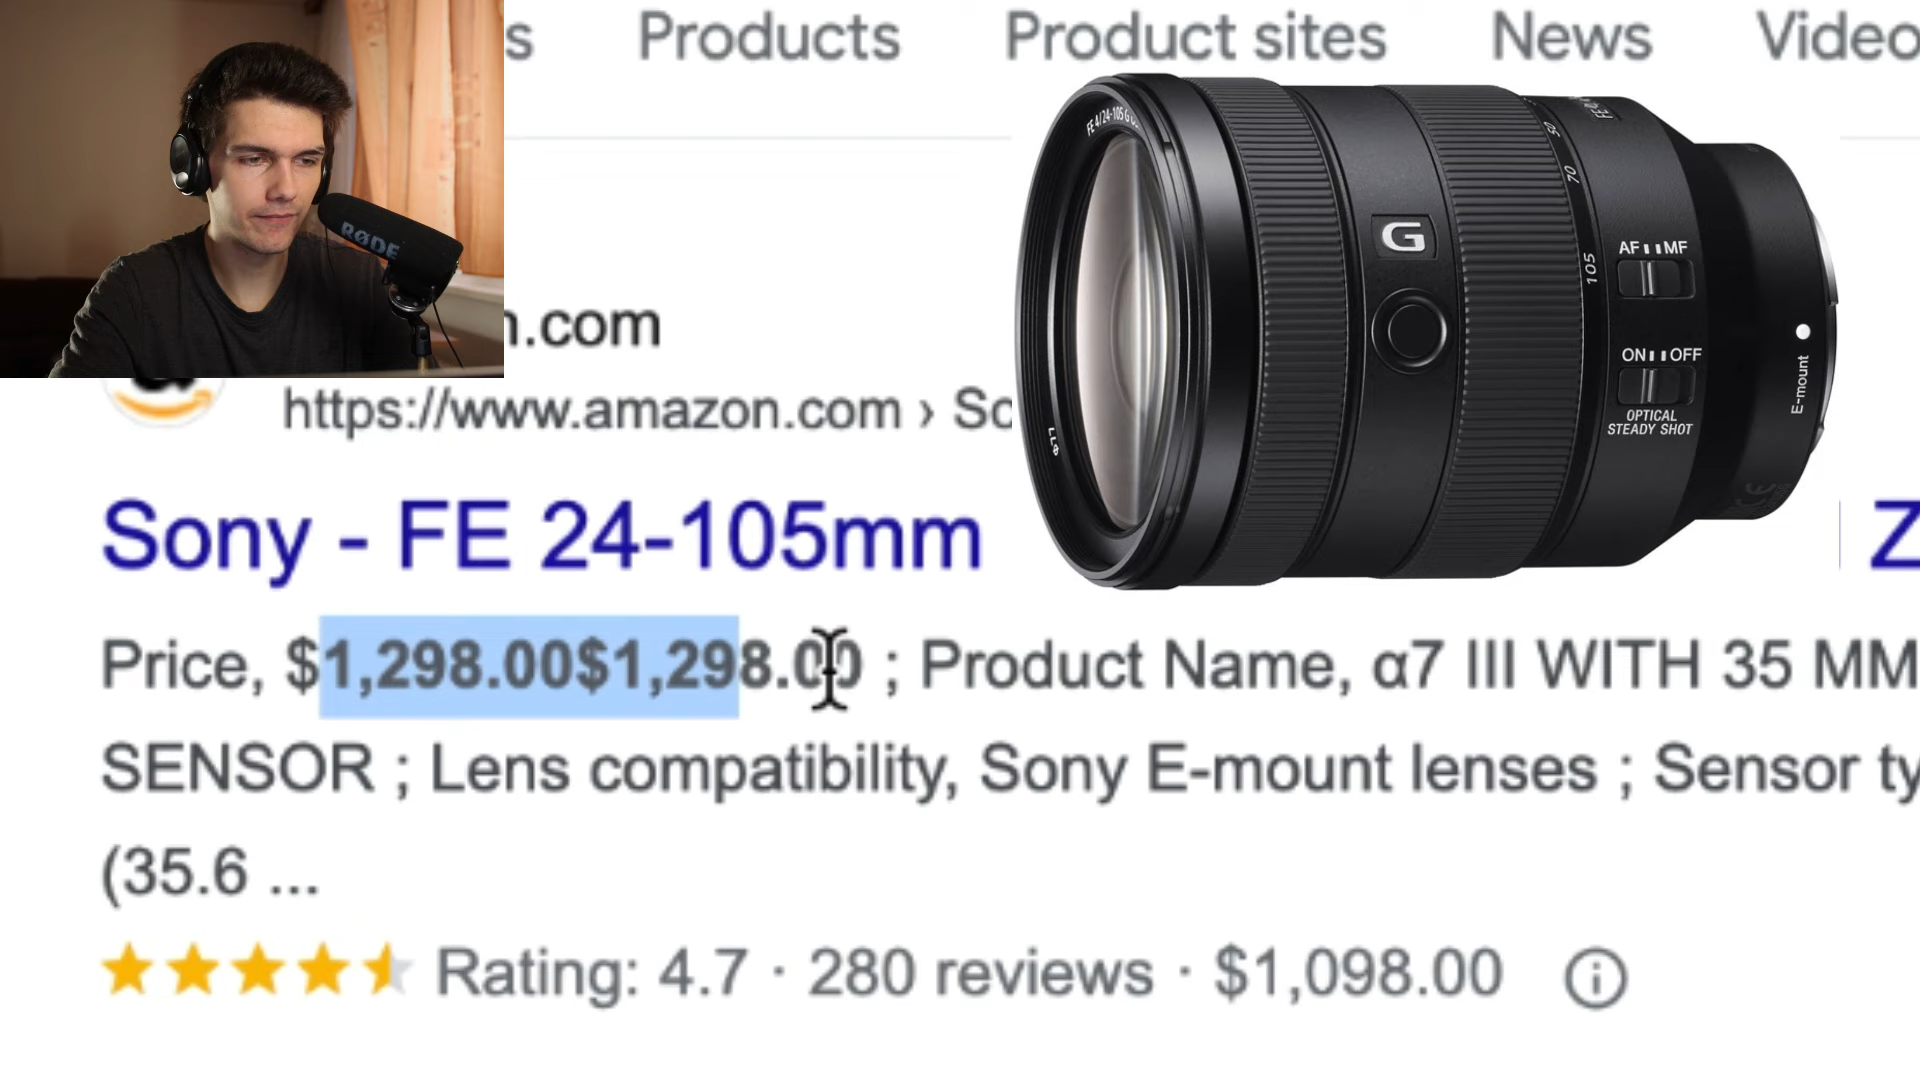 s Products Product sites News Video
RØDE
FE 4/24-105 G
50
70
105
G
AF MF
ON OFF
OPTICAL
STEADY SHOT
E-mount
.com
https://www.amazon.com › So
Sony - FE 24-105mm Z
Price, $1,298.00$1,298.00 ; Product Name, α7 III WITH 35 MM
SENSOR ; Lens compatibility, Sony E-mount lenses ; Sensor ty
(35.6 ...
Rating: 4.7 · 280 reviews · $1,098.00